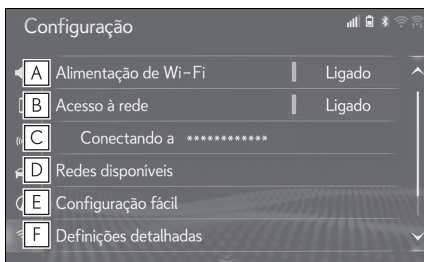 Configuração
A Alimentação de Wi-Fi Ligado
B Acesso à rede Ligado
C Conectando a ************
D Redes disponíveis
E Configuração fácil
F Definições detalhadas